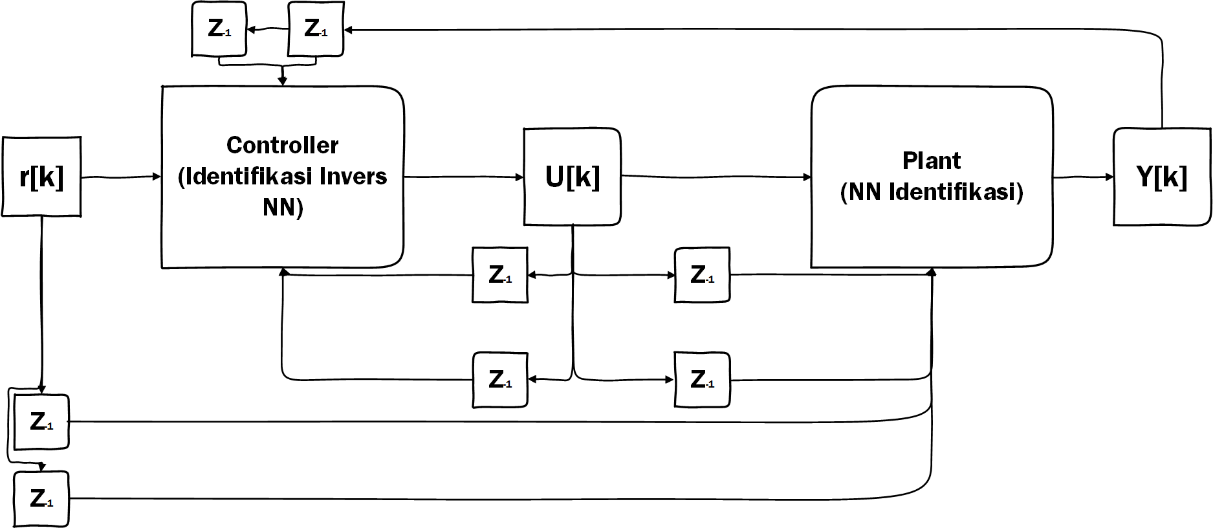 Z-1
Z-1
r[k]
Controller
(Identifikasi Invers
NN)
U[k]
Plant
(NN Identifikasi)
Y[k]
Z-1
Z-1
Z-1
Z-1
Z-1
Z-1